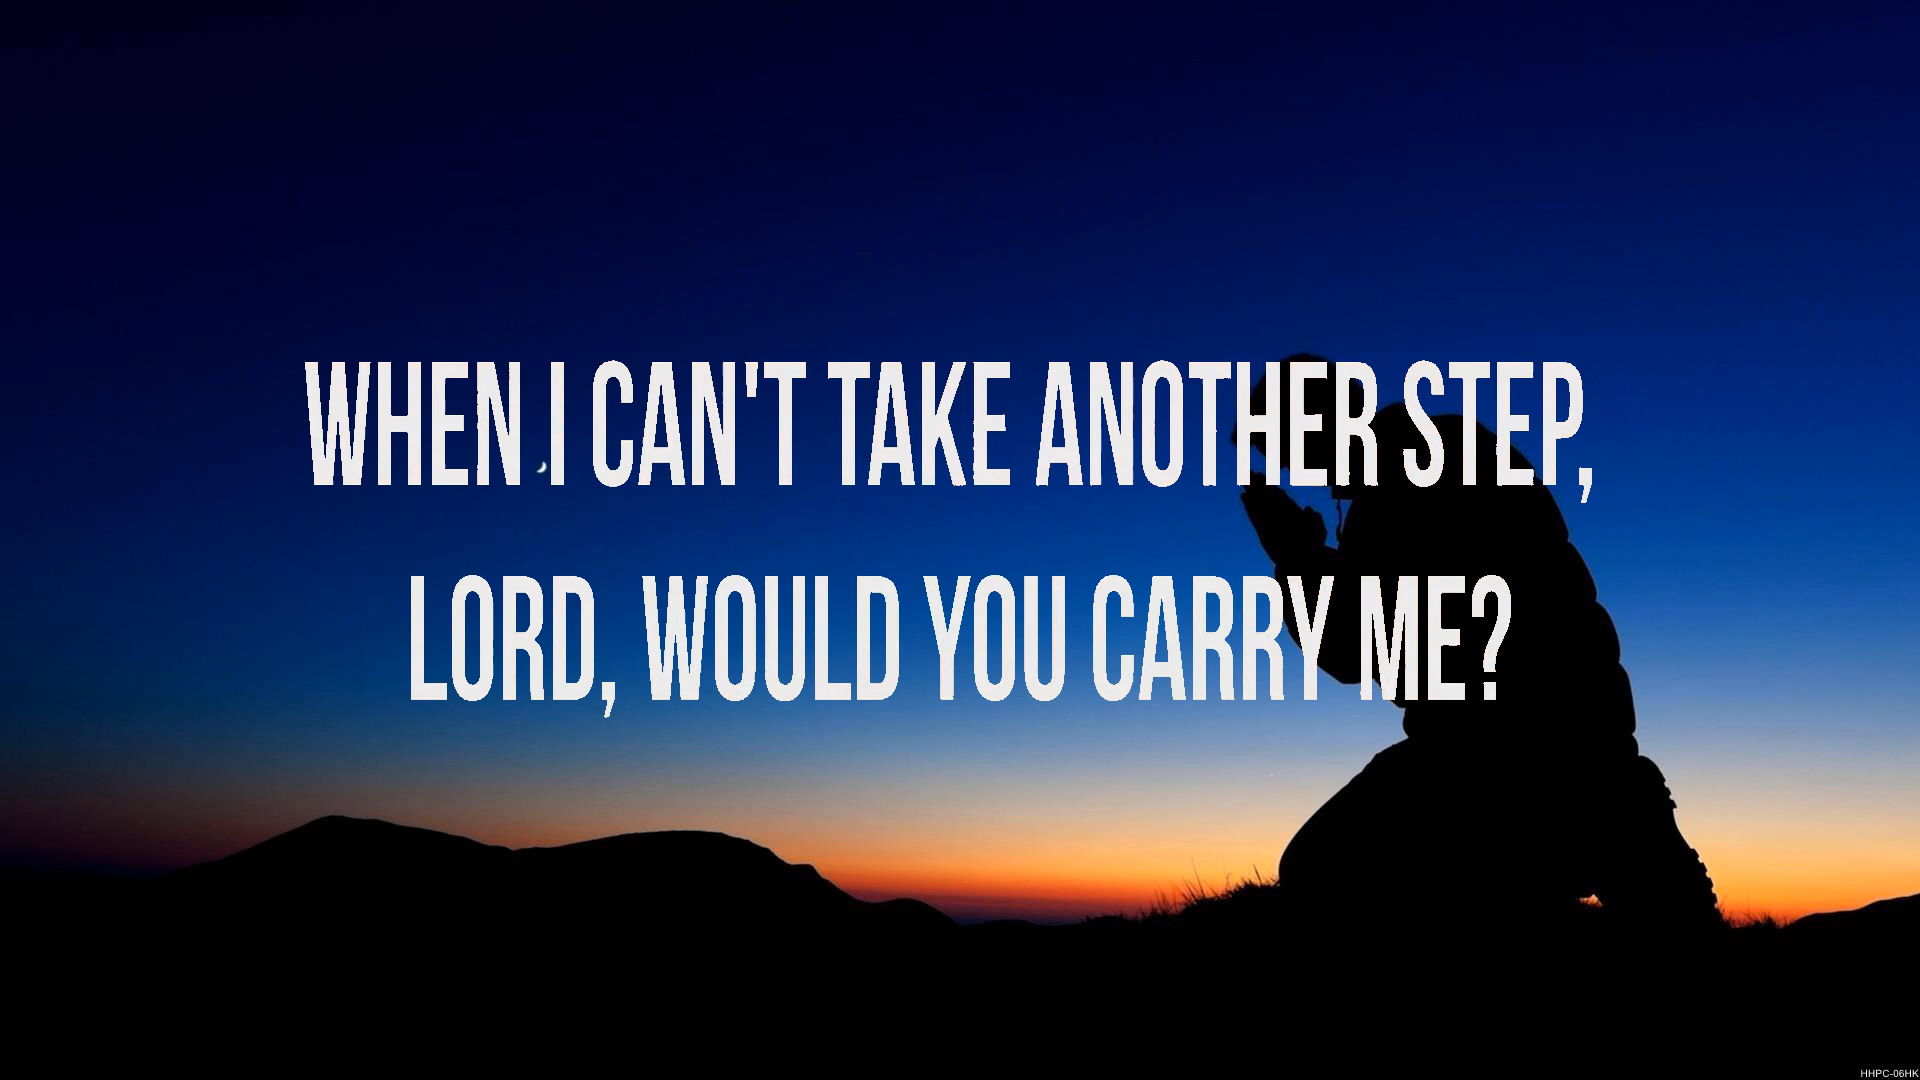 WHEN I CAN'T TAKE ANOTHER STEP,
LORD, WOULD YOU CARRY ME?
HHPC-06HK